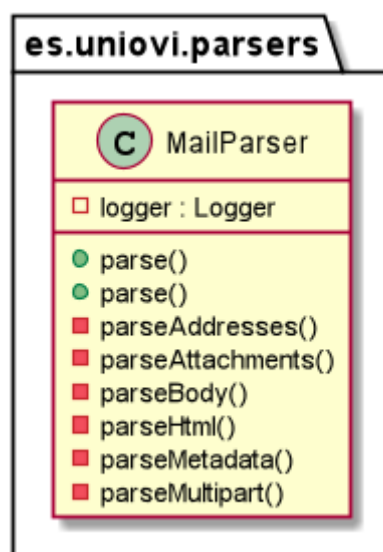 es.uniovi.parsers
C MailParser
logger : Logger
parse()
parse()
parseAddresses()
parseAttachments()
parseBody()
parseHtml()
parseMetadata()
parseMultipart()